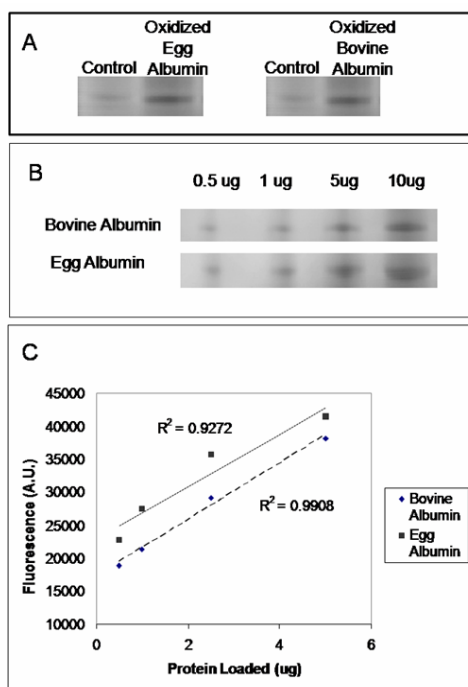 A
Control
Oxidized
Egg
Albumin
Control
Oxidized
Bovine
Albumin
B
0.5 ug 1 ug 5ug 10ug
Bovine Albumin
Egg Albumin
C
Fluorescence (A.U.)
45000
40000
35000
30000
25000
20000
15000
10000
R² = 0.9272
R² = 0.9908
0 2 4 6
Protein Loaded (ug)
Bovine
Albumin
Egg
Albumin